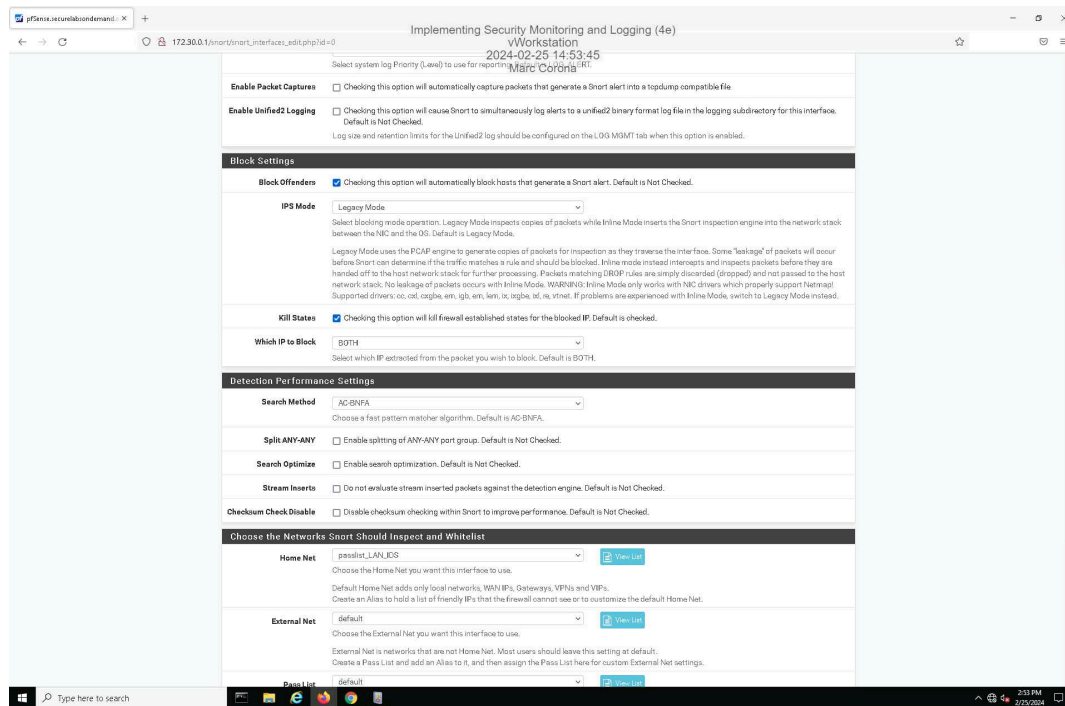 pfSense.securelabsondemand.
Implementing Security Monitoring and Logging (4e)
172.30.0.1/snort/snort_interfaces_edit.php?id=0
vWorkstation
2024-02-25 14:53:45
Marc Corona
Select system log Priority (Level) to use for reporting. Default is LOG_ALERT.
Enable Packet Captures
Checking this option will automatically capture packets that generate a Snort alert into a tcpdump compatible file
Enable Unified2 Logging
Checking this option will cause Snort to simultaneously log alerts to a unified2 binary format log file in the logging subdirectory for this interface.
Default is Not Checked.
Log size and retention limits for the Unified2 log should be configured on the LOG MGMT tab when this option is enabled.
Block Settings
Block Offenders
Checking this option will automatically block hosts that generate a Snort alert. Default is Not Checked.
IPS Mode
Legacy Mode
Select blocking mode operation. Legacy Mode inspects copies of packets while Inline Mode inserts the Snort inspection engine into the network stack
between the NIC and the OS. Default is Legacy Mode.
Legacy Mode uses the PCAP engine to generate copies of packets for inspection as they traverse the interface. Some "leakage" of packets will occur
before Snort can determine if the traffic matches a rule and should be blocked. Inline mode instead intercepts and inspects packets before they are
handed off to the host network stack for further processing. Packets matching DROP rules are simply discarded (dropped) and not passed to the host
network stack. No leakage of packets occurs with Inline Mode. WARNING: Inline Mode only works with NIC drivers which properly support Netmap!
Supported drivers: cc, cxl, cxgbe, em, igb, em, lem, ix, ixgbe, ixl, re, vtnet. If problems are experienced with Inline Mode, switch to Legacy Mode instead.
Kill States
Checking this option will kill firewall established states for the blocked IP. Default is checked.
Which IP to Block
BOTH
Select which IP extracted from the packet you wish to block. Default is BOTH.
Detection Performance Settings
Search Method
AC-BNFA
Choose a fast pattern matcher algorithm. Default is AC-BNFA.
Split ANY-ANY
Enable splitting of ANY-ANY port group. Default is Not Checked.
Search Optimize
Enable search optimization. Default is Not Checked.
Stream Inserts
Do not evaluate stream inserted packets against the detection engine. Default is Not Checked.
Checksum Check Disable
Disable checksum checking within Snort to improve performance. Default is Not Checked.
Choose the Networks Snort Should Inspect and Whitelist
Home Net
passlist_LAN_IDS
View List
Choose the Home Net you want this interface to use.
Default Home Net adds only local networks, WAN IPs, Gateways, VPNs and VIPs.
Create an Alias to hold a list of friendly IPs that the firewall cannot see or to customize the default Home Net.
External Net
default
View List
Choose the External Net you want this interface to use.
External Net is networks that are not Home Net. Most users should leave this setting at default.
Create a Pass List and add an Alias to it, and then assign the Pass List here for custom External Net settings.
Pass List
default
View List
Type here to search
2:53 PM
2/25/2024